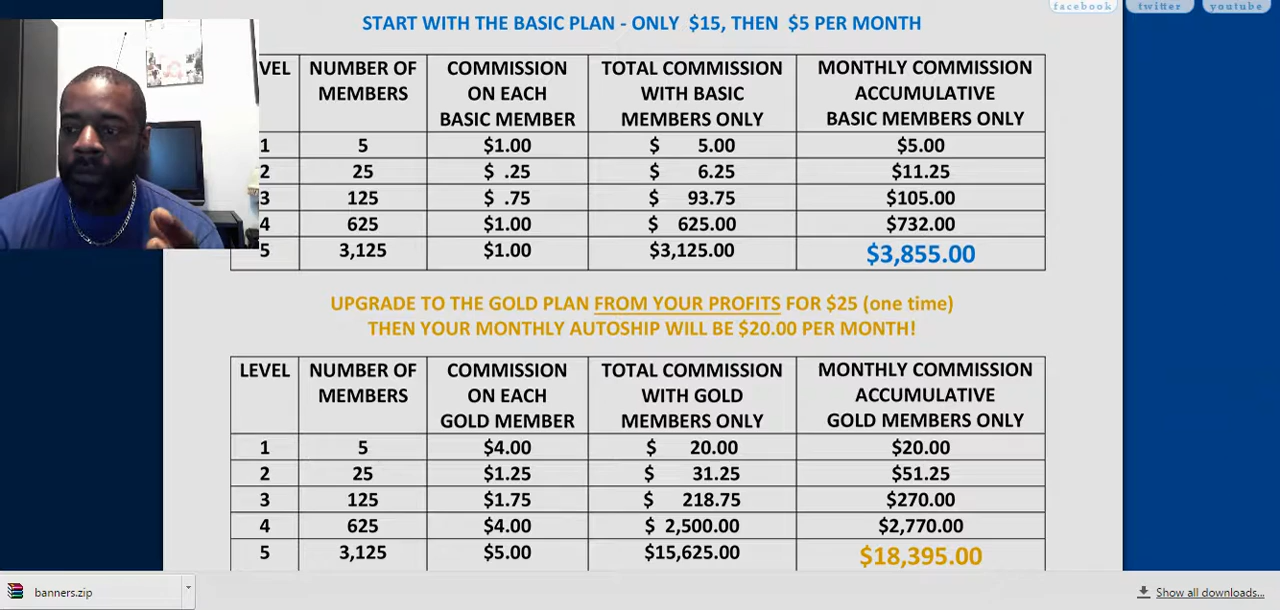 facebook twitter youtube
START WITH THE BASIC PLAN - ONLY $15, THEN $5 PER MONTH
VEL NUMBER OF MEMBERS COMMISSION ON EACH BASIC MEMBER TOTAL COMMISSION WITH BASIC MEMBERS ONLY MONTHLY COMMISSION ACCUMULATIVE BASIC MEMBERS ONLY
1 5 $1.00 $ 5.00 $5.00
2 25 $ .25 $ 6.25 $11.25
3 125 $ .75 $ 93.75 $105.00
4 625 $1.00 $ 625.00 $732.00
5 3,125 $1.00 $3,125.00 $3,855.00
UPGRADE TO THE GOLD PLAN FROM YOUR PROFITS FOR $25 (one time)
THEN YOUR MONTHLY AUTOSHIP WILL BE $20.00 PER MONTH!
LEVEL NUMBER OF MEMBERS COMMISSION ON EACH GOLD MEMBER TOTAL COMMISSION WITH GOLD MEMBERS ONLY MONTHLY COMMISSION ACCUMULATIVE GOLD MEMBERS ONLY
1 5 $4.00 $ 20.00 $20.00
2 25 $1.25 $ 31.25 $51.25
3 125 $1.75 $ 218.75 $270.00
4 625 $4.00 $ 2,500.00 $2,770.00
5 3,125 $5.00 $15,625.00 $18,395.00
banners.zip
Show all downloads...